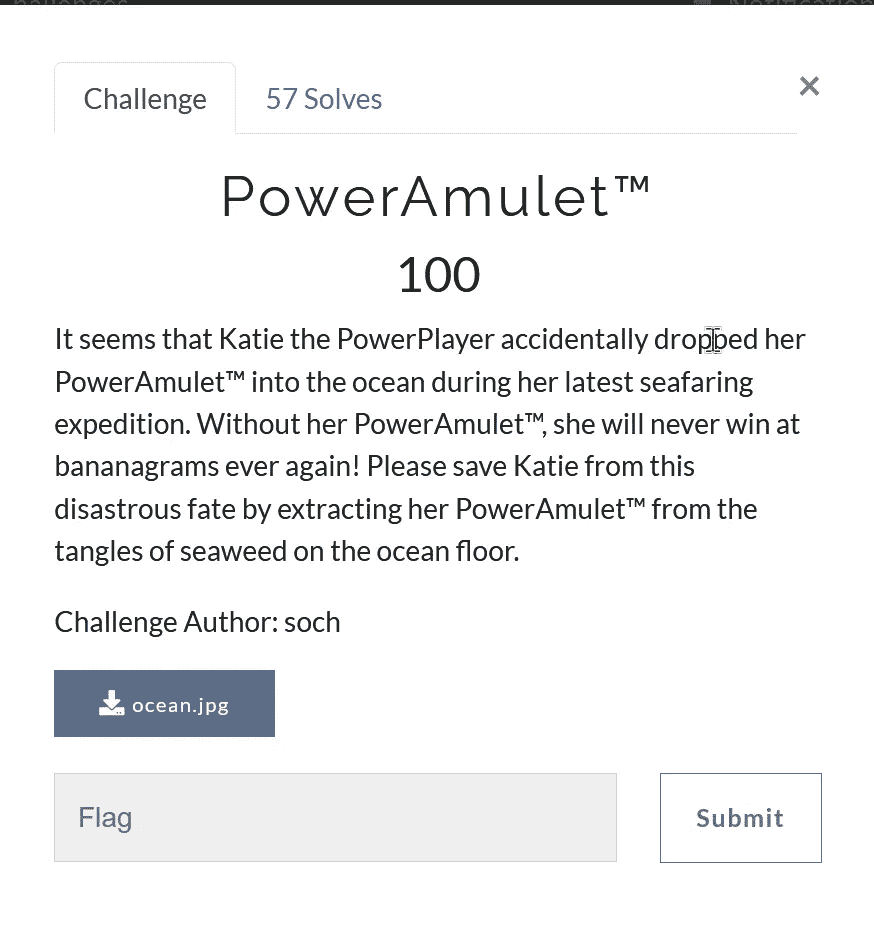 Challenge
57 Solves
×
PowerAmulet™
100
It seems that Katie the PowerPlayer accidentally dropped her
PowerAmulet™ into the ocean during her latest seafaring
expedition. Without her PowerAmulet™, she will never win at
bananagrams ever again! Please save Katie from this
disastrous fate by extracting her PowerAmulet™ from the
tangles of seaweed on the ocean floor.
Challenge Author: soch
ocean.jpg
Flag
Submit